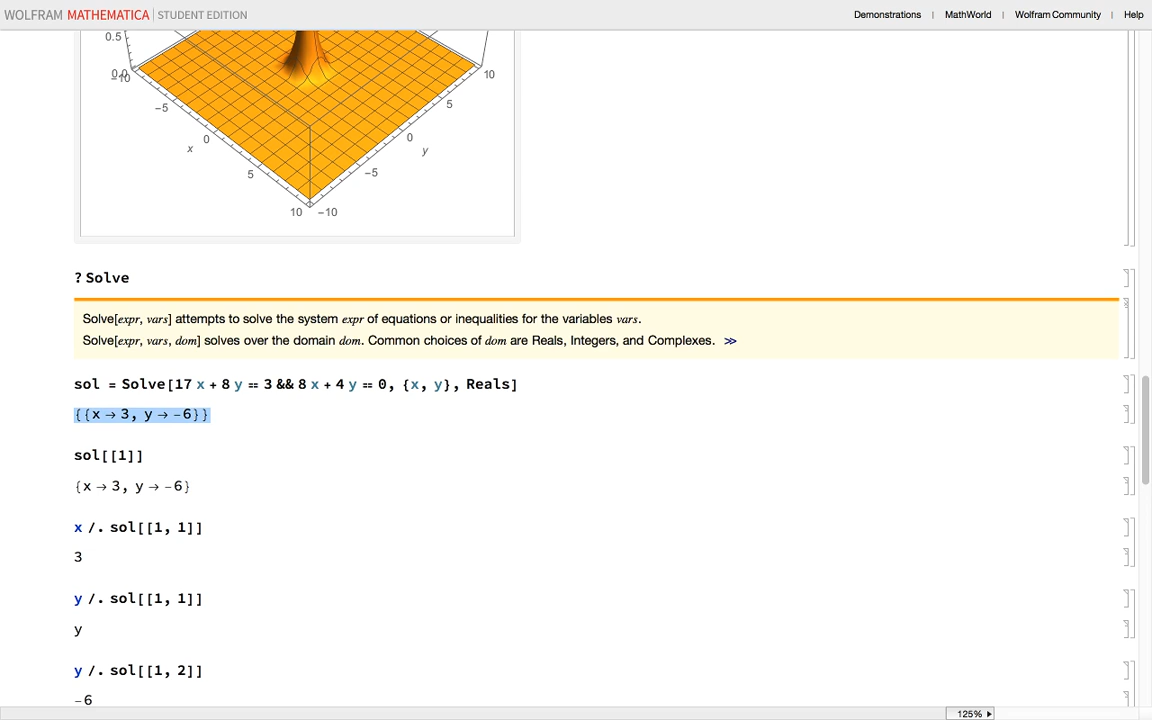 WOLFRAM MATHEMATICA | STUDENT EDITION
Demonstrations | MathWorld | Wolfram Community | Help
0.5
0.0
-10
-5
0
x
5
10
-10
-5
0
y
5
10
? Solve
Solve[expr, vars] attempts to solve the system expr of equations or inequalities for the variables vars.
Solve[expr, vars, dom] solves over the domain dom. Common choices of dom are Reals, Integers, and Complexes. ≫
sol = Solve[17 x + 8 y == 3 && 8 x + 4 y == 0, {x, y}, Reals]
{{x → 3, y → -6}}
sol[[1]]
{x → 3, y → -6}
x /. sol[[1, 1]]
3
y /. sol[[1, 1]]
y
y /. sol[[1, 2]]
-6
125%